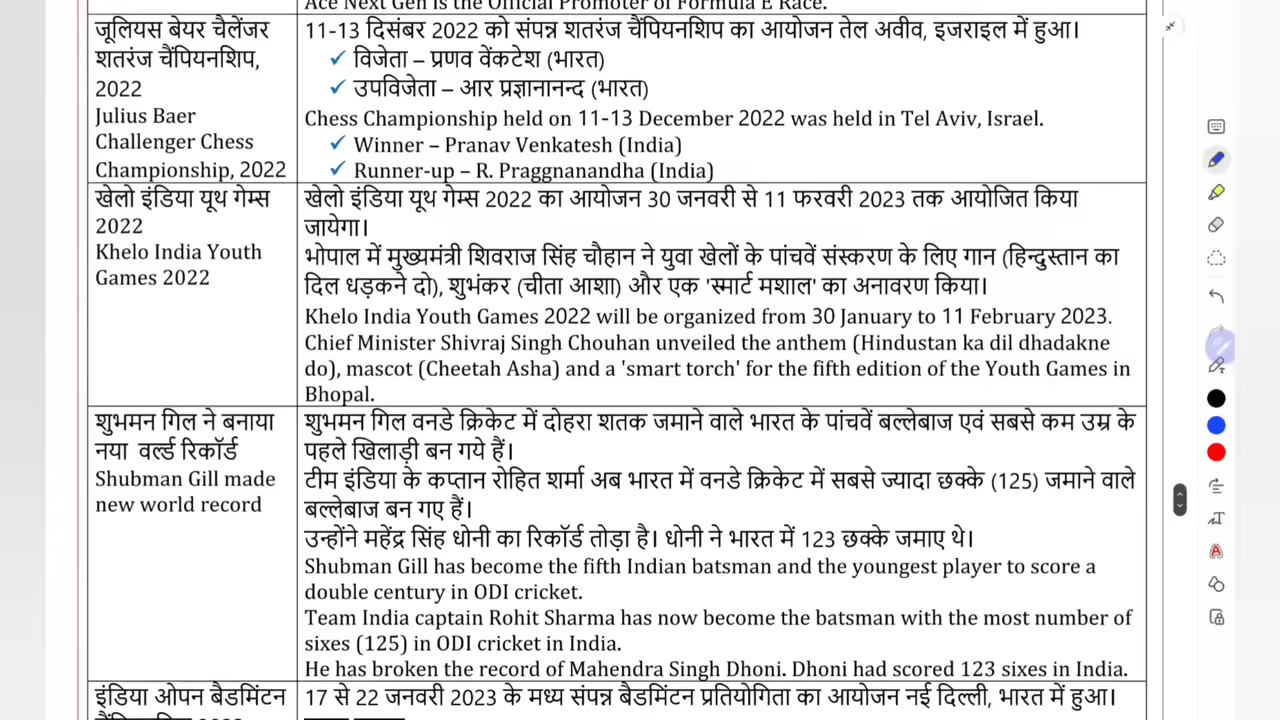 Ace Next Gen is the Official Promoter of Formula E Race.
जूलियस बेयर चैलेंजर
शतरंज चैंपियनशिप,
2022
Julius Baer
Challenger Chess
Championship, 2022
11-13 दिसंबर 2022 को संपन्न शतरंज चैंपियनशिप का आयोजन तेल अवीव, इजराइल में हुआ।
✓ विजेता – प्रणव वेंकटेश (भारत)
✓ उपविजेता – आर प्रज्ञानानन्द (भारत)
Chess Championship held on 11-13 December 2022 was held in Tel Aviv, Israel.
✓ Winner – Pranav Venkatesh (India)
✓ Runner-up – R. Praggnanandha (India)
खेलो इंडिया यूथ गेम्स
2022
Khelo India Youth
Games 2022
खेलो इंडिया यूथ गेम्स 2022 का आयोजन 30 जनवरी से 11 फरवरी 2023 तक आयोजित किया
जायेगा।
भोपाल में मुख्यमंत्री शिवराज सिंह चौहान ने युवा खेलों के पांचवें संस्करण के लिए गान (हिन्दुस्तान का
दिल धड़कने दो), शुभंकर (चीता आशा) और एक 'स्मार्ट मशाल' का अनावरण किया।
Khelo India Youth Games 2022 will be organized from 30 January to 11 February 2023.
Chief Minister Shivraj Singh Chouhan unveiled the anthem (Hindustan ka dil dhadakne
do), mascot (Cheetah Asha) and a 'smart torch' for the fifth edition of the Youth Games in
Bhopal.
शुभमन गिल ने बनाया
नया वर्ल्ड रिकॉर्ड
Shubman Gill made
new world record
शुभमन गिल वनडे क्रिकेट में दोहरा शतक जमाने वाले भारत के पांचवें बल्लेबाज एवं सबसे कम उम्र के
पहले खिलाड़ी बन गये हैं।
टीम इंडिया के कप्तान रोहित शर्मा अब भारत में वनडे क्रिकेट में सबसे ज्यादा छक्के (125) जमाने वाले
बल्लेबाज बन गए हैं।
उन्होंने महेंद्र सिंह धोनी का रिकॉर्ड तोड़ा है। धोनी ने भारत में 123 छक्के जमाए थे।
Shubman Gill has become the fifth Indian batsman and the youngest player to score a
double century in ODI cricket.
Team India captain Rohit Sharma has now become the batsman with the most number of
sixes (125) in ODI cricket in India.
He has broken the record of Mahendra Singh Dhoni. Dhoni had scored 123 sixes in India.
इंडिया ओपन बैडमिंटन
17 से 22 जनवरी 2023 के मध्य संपन्न बैडमिंटन प्रतियोगिता का आयोजन नई दिल्ली, भारत में हुआ।